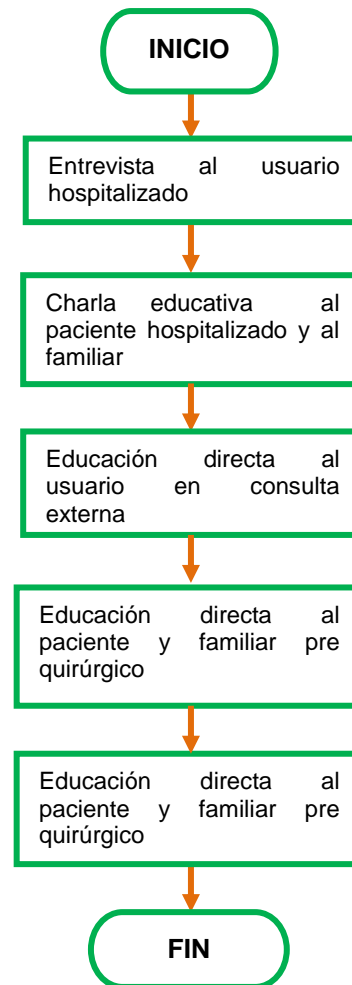 INICIO
Entrevista al usuario
hospitalizado
Charla educativa al
paciente hospitalizado y al
familiar
Educación directa al
usuario en consulta
externa
Educación directa al
paciente y familiar pre
quirúrgico
Educación directa al
paciente y familiar pre
quirúrgico
FIN